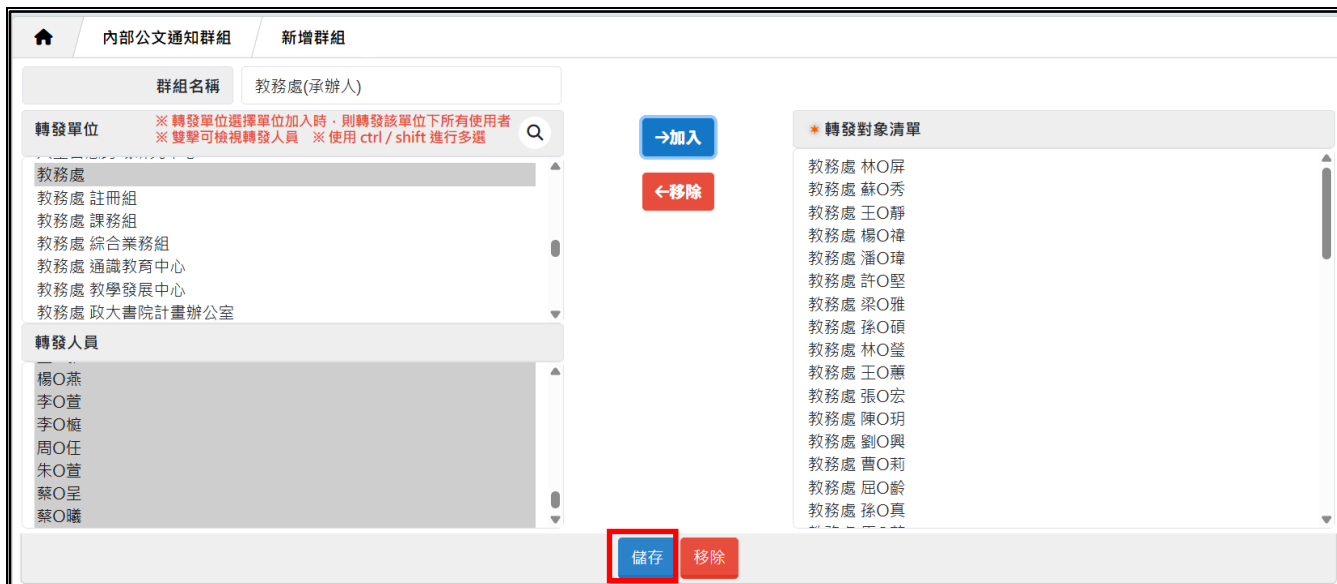 內部公文通知群組
新增群組
群組名稱
教務處(承辦人)
轉發單位
※ 轉發單位選擇單位加入時，則轉發該單位下所有使用者
※ 雙擊可檢視轉發人員 ※ 使用 ctrl / shift 進行多選
教務處
教務處 註冊組
教務處 課務組
教務處 綜合業務組
教務處 通識教育中心
教務處 教學發展中心
教務處 政大書院計畫辦公室
轉發人員
楊O燕
李O萱
李O榳
周O任
朱O萱
蔡O呈
蔡O曦
→加入
←移除
✶ 轉發對象清單
教務處 林O屏
教務處 蘇O秀
教務處 王O靜
教務處 楊O禕
教務處 潘O瑋
教務處 許O堅
教務處 梁O雅
教務處 孫O碩
教務處 林O瑩
教務處 王O蕙
教務處 張O宏
教務處 陳O玥
教務處 劉O興
教務處 曹O莉
教務處 屈O齡
教務處 孫O真
儲存
移除